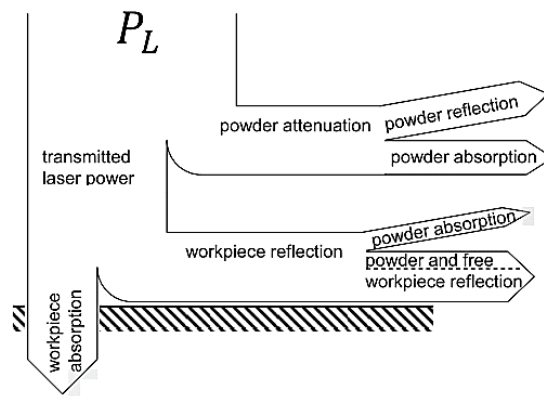 P_L
powder reflection
powder attenuation
powder absorption
transmitted
laser power
powder absorption
workpiece reflection
powder and free
workpiece reflection
workpiece
absorption